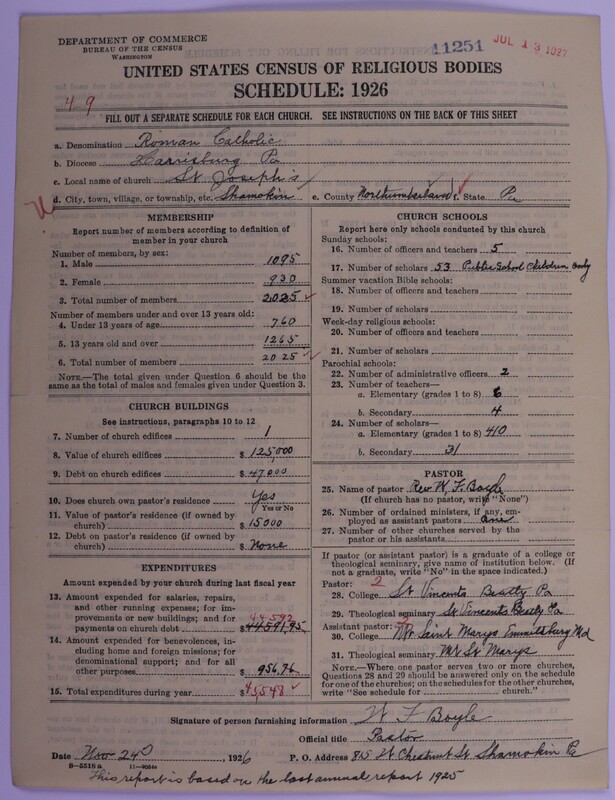 DEPARTMENT OF COMMERCE
BUREAU OF THE CENSUS
WASHINGTON
11251
JUL 13 1927
UNITED STATES CENSUS OF RELIGIOUS BODIES
SCHEDULE: 1926
49
FILL OUT A SEPARATE SCHEDULE FOR EACH CHURCH. SEE INSTRUCTIONS ON THE BACK OF THIS SHEET
a. Denomination Roman Catholic
b. Diocese Harrisburg Pa
c. Local name of church St Joseph's
d. City, town, village, or township, etc. Shamokin e. County Northumberland f. State Pa
MEMBERSHIP
Report number of members according to definition of
member in your church
Number of members, by sex:
1. Male 1095
2. Female 930
3. Total number of members 2025
Number of members under and over 13 years old:
4. Under 13 years of age 760
5. 13 years old and over 1265
6. Total number of members 2025
NOTE.—The total given under Question 6 should be
same as the total of males and females given under Question 3.
CHURCH BUILDINGS
See instructions, paragraphs 10 to 12
7. Number of church edifices 1
8. Value of church edifices $ 125,000
9. Debt on church edifices $ 47,000
10. Does church own pastor's residence Yes
Yes or No
11. Value of pastor's residence (if owned by
church) $ 15000
12. Debt on pastor's residence (if owned by
church) $ None
EXPENDITURES
Amount expended by your church during last fiscal year
13. Amount expended for salaries, repairs,
and other running expenses; for im-
provements or new buildings; and for
payments on church debt 44592 $ 44591.95
14. Amount expended for benevolences, in-
cluding home and foreign missions; for
denominational support; and for all
other purposes $ 956.76
15. Total expenditures during year $ 45548
CHURCH SCHOOLS
Report here only schools conducted by this church
Sunday schools:
16. Number of officers and teachers 5
17. Number of scholars 53 Public School Children only
Summer vacation Bible schools:
18. Number of officers and teachers
19. Number of scholars
Week-day religious schools:
20. Number of officers and teachers
21. Number of scholars
Parochial schools:
22. Number of administrative officers 2
23. Number of teachers—
a. Elementary (grades 1 to 8) 6
b. Secondary 4
24. Number of scholars—
a. Elementary (grades 1 to 8) 410
b. Secondary 31
PASTOR
25. Name of pastor Rev W. F. Boyle
(If church has no pastor, write "None")
26. Number of ordained ministers, if any, em-
ployed as assistant pastors one
27. Number of other churches served by the
pastor or his assistants
If pastor (or assistant pastor) is a graduate of a college or
theological seminary, give name of institution below. (If
not a graduate, write "No" in the space indicated.)
Pastor: 2
28. College St Vincents Beatty Pa
29. Theological seminary St Vincents Beatty Pa
Assistant pastor:
30. College Mt Saint Marys Emmitsburg Md
31. Theological seminary Mt St Marys
NOTE.—Where one pastor serves two or more churches,
Questions 28 and 29 should be answered only on the schedule
for one of the churches; on the schedules for the other churches,
write "See schedule for church."
Signature of person furnishing information W F Boyle
Official title Pastor
Date Nov 24, 1926 P. O. Address 815 W Chestnut St Shamokin Pa
8—5518a
This report is based on the last annual report 1925